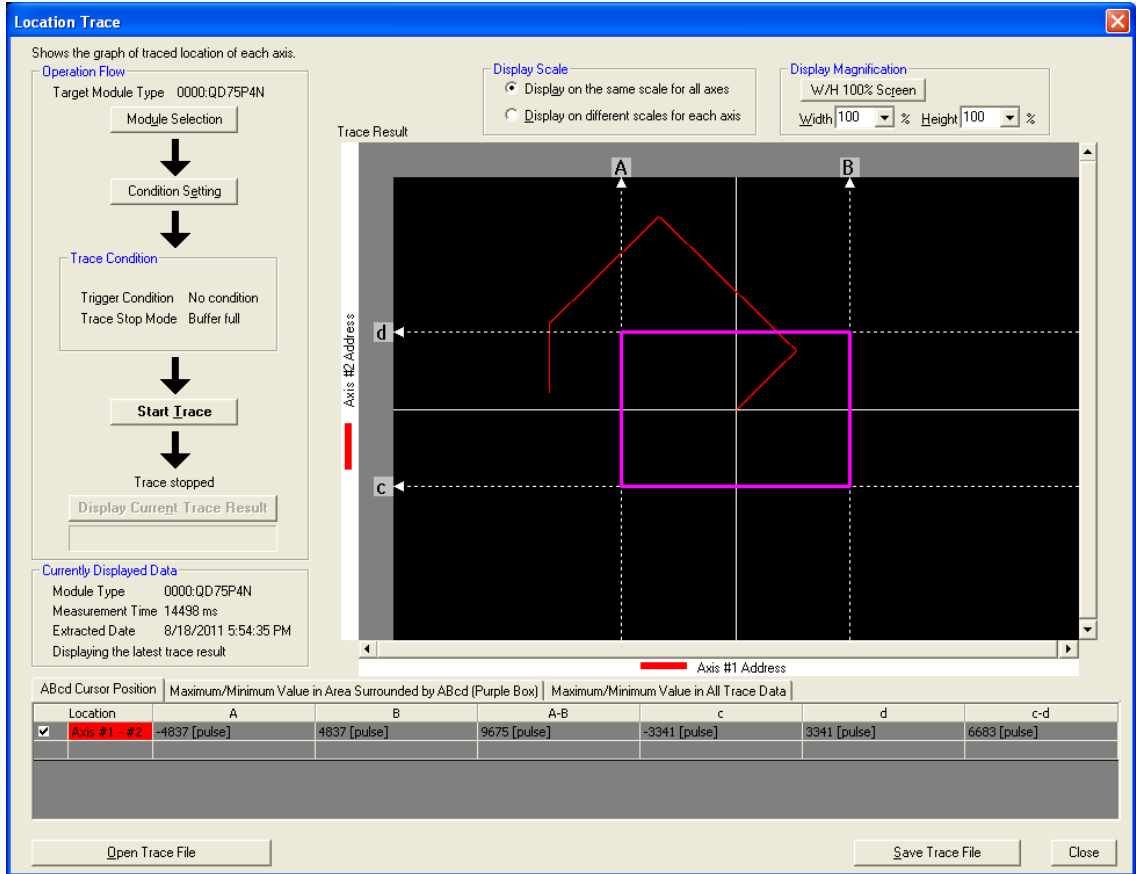 Location Trace
Shows the graph of traced location of each axis.
Operation Flow
Target Module Type 0000:QD75P4N
Module Selection
Condition Setting
Trace Condition
Trigger Condition No condition
Trace Stop Mode Buffer full
Start Trace
Trace stopped
Display Current Trace Result
Currently Displayed Data
Module Type 0000:QD75P4N
Measurement Time 14498 ms
Extracted Date 8/18/2011 5:54:35 PM
Displaying the latest trace result
Display Scale
Display on the same scale for all axes
Display on different scales for each axis
Display Magnification
W/H 100% Screen
Width 100 % Height 100 %
Trace Result
A B
d
c
Axis #2 Address
Axis #1 Address
ABcd Cursor Position Maximum/Minimum Value in Area Surrounded by ABcd (Purple Box) Maximum/Minimum Value in All Trace Data
Location A B A-B c d c-d
Axis #1 - #2 -4837 [pulse] 4837 [pulse] 9675 [pulse] -3341 [pulse] 3341 [pulse] 6683 [pulse]
Open Trace File Save Trace File Close